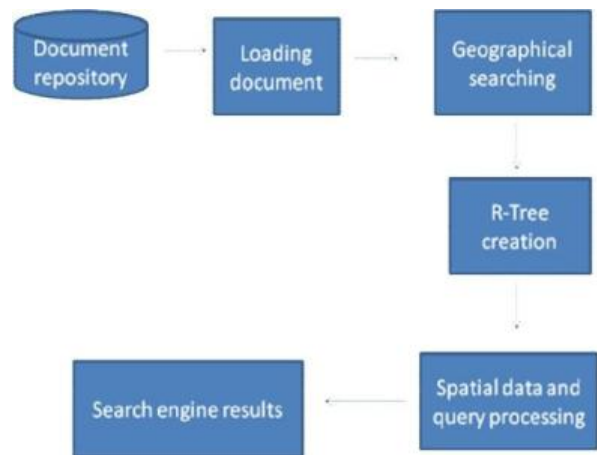 Document
repository
Loading
document
Geographical
searching
R-Tree
creation
Spatial data and
query processing
Search engine results